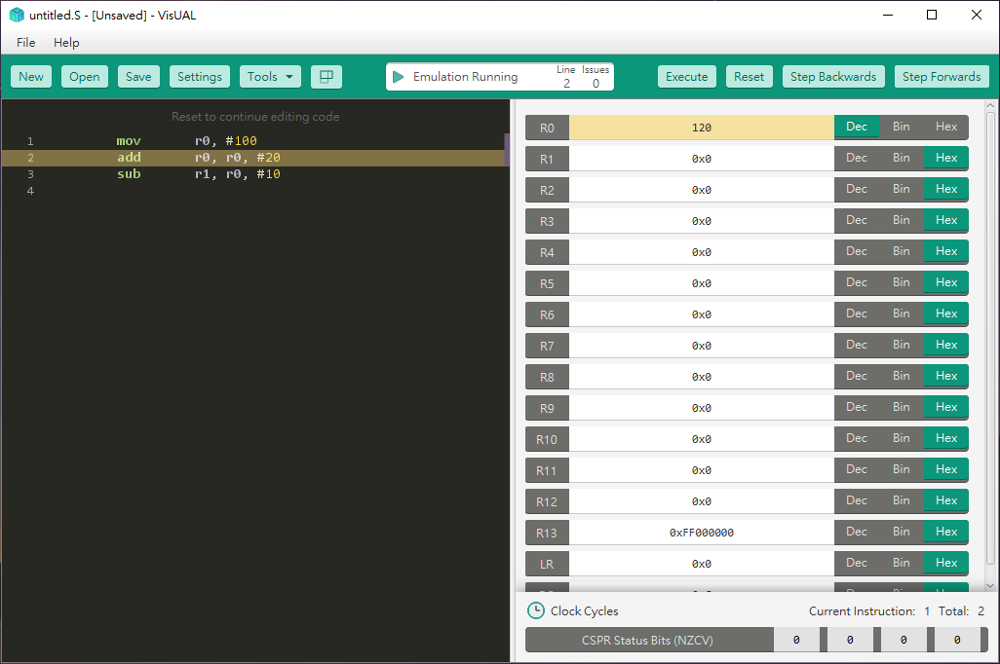 untitled.S - [Unsaved] - VisUAL
File Help
New Open Save Settings Tools Emulation Running Line 2 Issues 0 Execute Reset Step Backwards Step Forwards
Reset to continue editing code
1 mov r0, #100
2 add r0, r0, #20
3 sub r1, r0, #10
4
R0 120 Dec Bin Hex
R1 0x0 Dec Bin Hex
R2 0x0 Dec Bin Hex
R3 0x0 Dec Bin Hex
R4 0x0 Dec Bin Hex
R5 0x0 Dec Bin Hex
R6 0x0 Dec Bin Hex
R7 0x0 Dec Bin Hex
R8 0x0 Dec Bin Hex
R9 0x0 Dec Bin Hex
R10 0x0 Dec Bin Hex
R11 0x0 Dec Bin Hex
R12 0x0 Dec Bin Hex
R13 0xFF000000 Dec Bin Hex
LR 0x0 Dec Bin Hex
Clock Cycles Current Instruction: 1 Total: 2
CSPR Status Bits (NZCV) 0 0 0 0